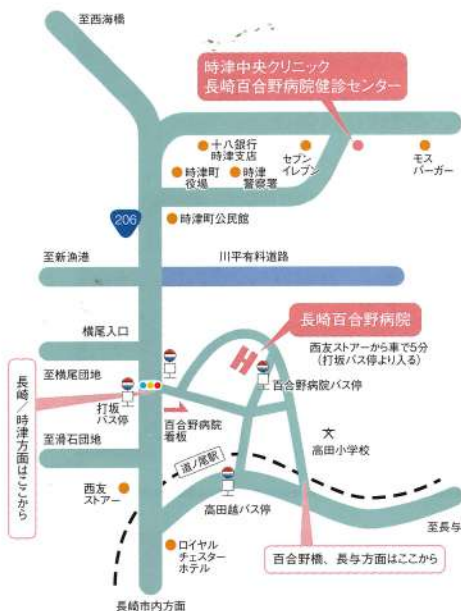 至西海橋
時津中央クリニック
長崎百合野病院健診センター
十八銀行
時津支店
セブン
イレブン
モス
バーガー
時津町
役場
時津
警察署
206
時津町公民館
至新漁港
川平有料道路
長崎百合野病院
横尾入口
西友ストアーから車で5分
(打坂バス停より入る)
至横尾団地
百合野病院バス停
打坂
バス停
長崎/時津方面はここから
百合野病院
看板
高田小学校
至滑石団地
道ノ尾駅
西友
ストアー
高田越バス停
至長与
ロイヤル
チェスター
ホテル
百合野橋、長与方面はここから
長崎市内方面